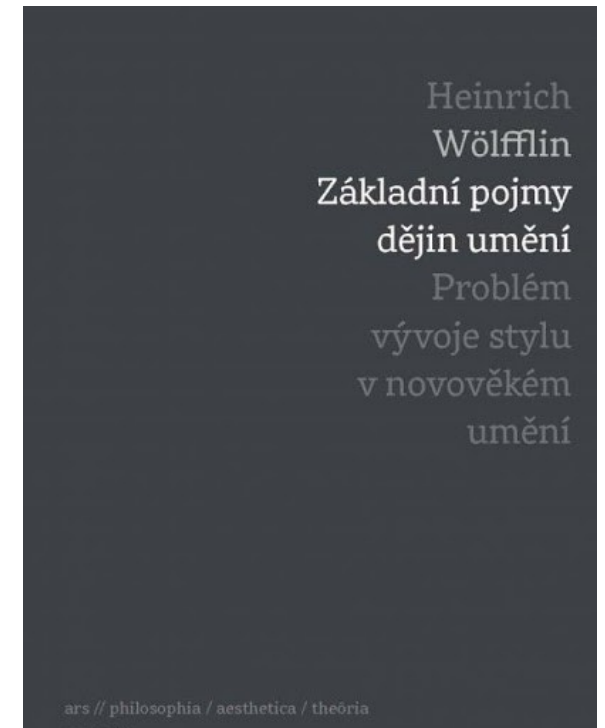 Heinrich
Wölfflin
Základní pojmy
dějin umění
Problém
vývoje stylu
v novověkém
umění
ars // philosophia / aesthetica / theōria